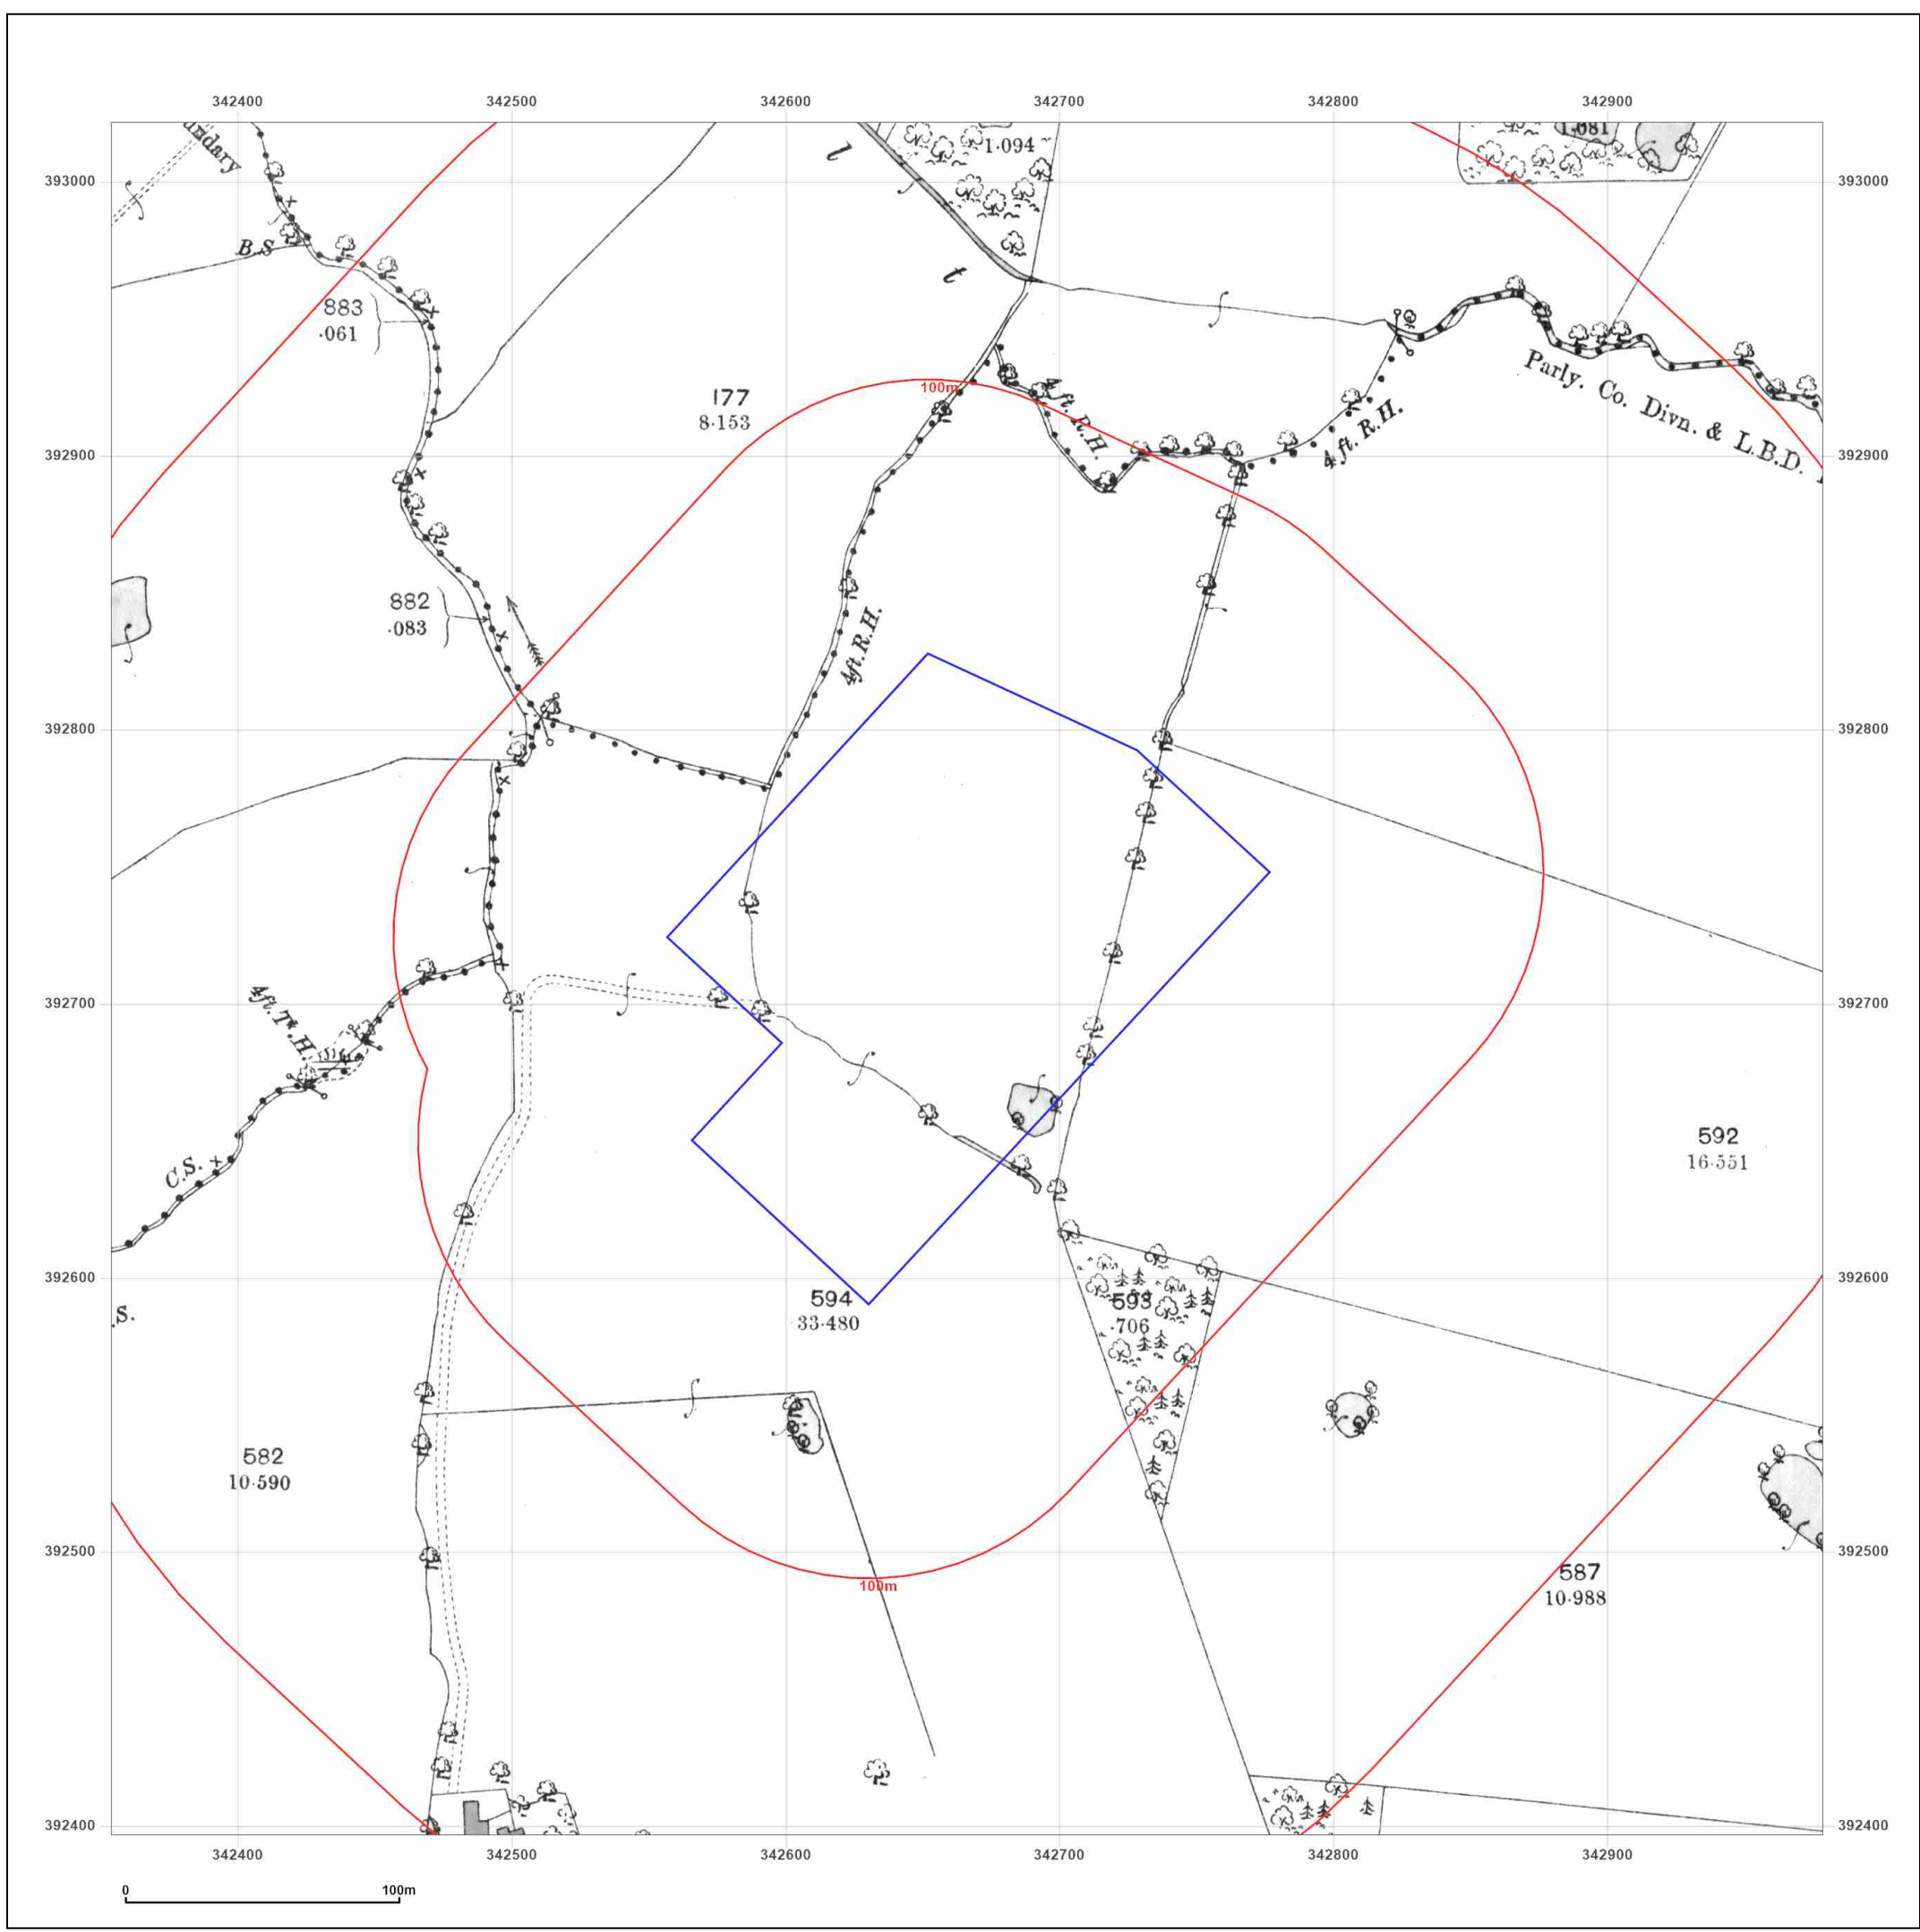 342400 342500 342600 342700 342800 342900
1·094
1·081
l
393000 393000
B.S
t
883
·061
Parly. Co. Divn. & L.B.D.
100m
177
8·153
4 ft. R.H.
4 ft. R.H.
392900 392900
882
·083
4ft.R.H.
392800 392800
392700 392700
4ft. Tk. H.
592
16·551
C.S.
392600 392600
S.
594
33·480
593
·706
582
10·590
392500 392500
587
10·988
100m
392400 392400
342400 342500 342600 342700 342800 342900
0 100m